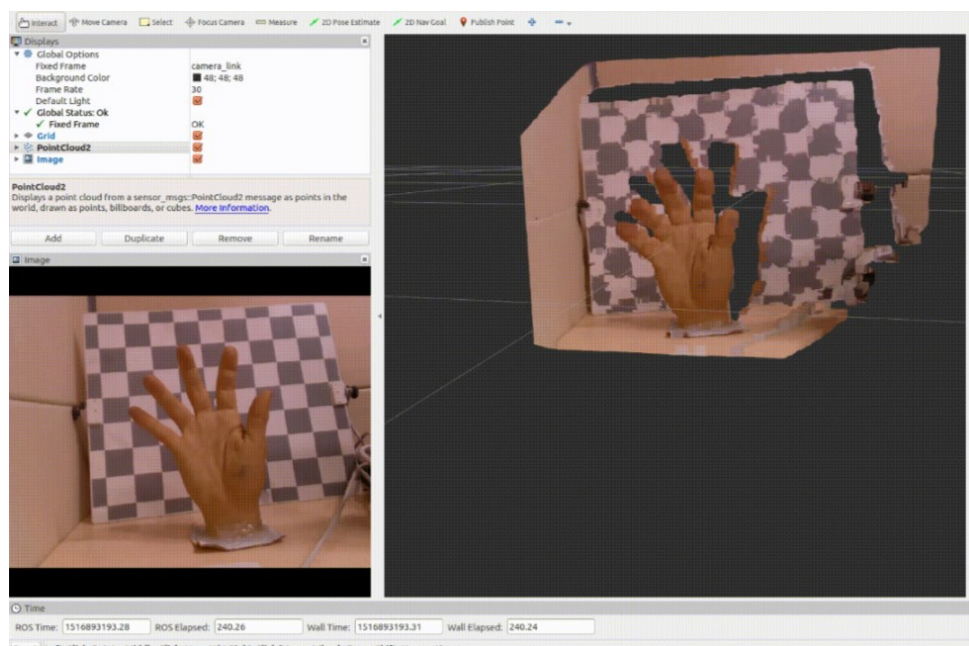 Interact Move Camera Select Focus Camera Measure 2D Pose Estimate 2D Nav Goal Publish Point
Displays
Global Options
Fixed Frame camera_link
Background Color 48; 48; 48
Frame Rate 30
Default Light
Global Status: Ok
Fixed Frame OK
Grid
PointCloud2
Image
PointCloud2
Displays a point cloud from a sensor_msgs::PointCloud2 message as points in the
world, drawn as points, billboards, or cubes. More Information.
Add Duplicate Remove Rename
Image
Time
ROS Time: 1516893193.28 ROS Elapsed: 240.26 Wall Time: 1516893193.31 Wall Elapsed: 240.24